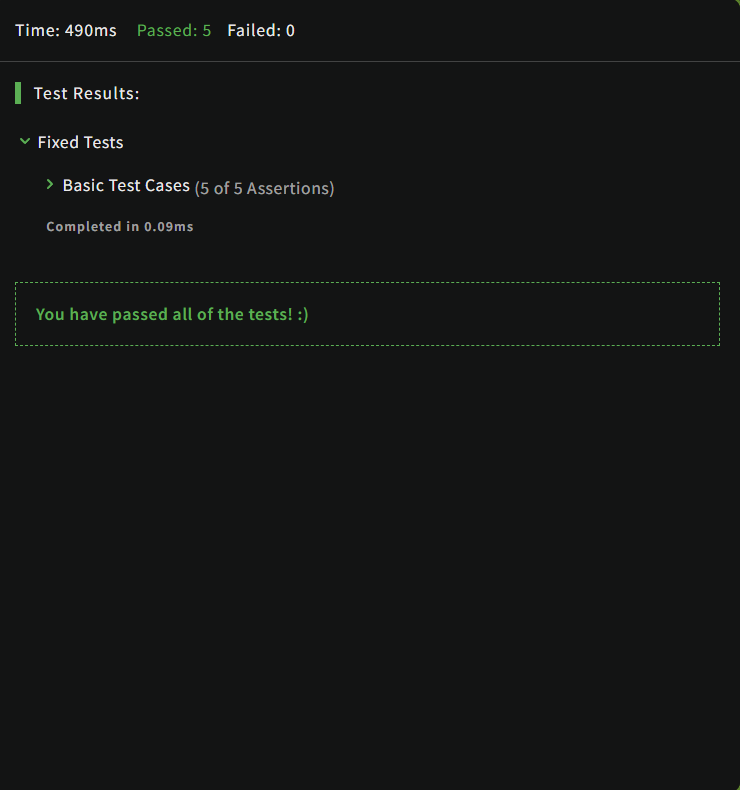 Time: 490ms Passed: 5 Failed: 0
Test Results:
Fixed Tests
Basic Test Cases (5 of 5 Assertions)
Completed in 0.09ms
You have passed all of the tests! :)